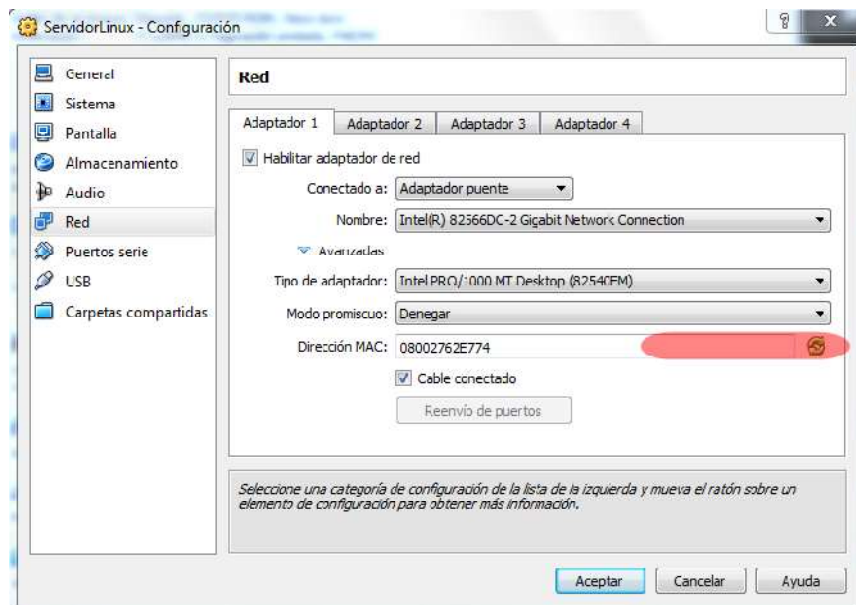 ServidorLinux - Configuración
General
Sistema
Pantalla
Almacenamiento
Audio
Red
Puertos serie
USB
Carpetas compartidas
Red
Adaptador 1 Adaptador 2 Adaptador 3 Adaptador 4
Habilitar adaptador de red
Conectado a: Adaptador puente
Nombre: Intel(R) 82566DC-2 Gigabit Network Connection
Avanzadas
Tipo de adaptador: Intel PRO/1000 MT Desktop (82540EM)
Modo promiscuo: Denegar
Dirección MAC: 08002762E774
Cable conectado
Reenvío de puertos
Seleccione una categoría de configuración de la lista de la izquierda y mueva el ratón sobre un
elemento de configuración para obtener más información.
Aceptar Cancelar Ayuda